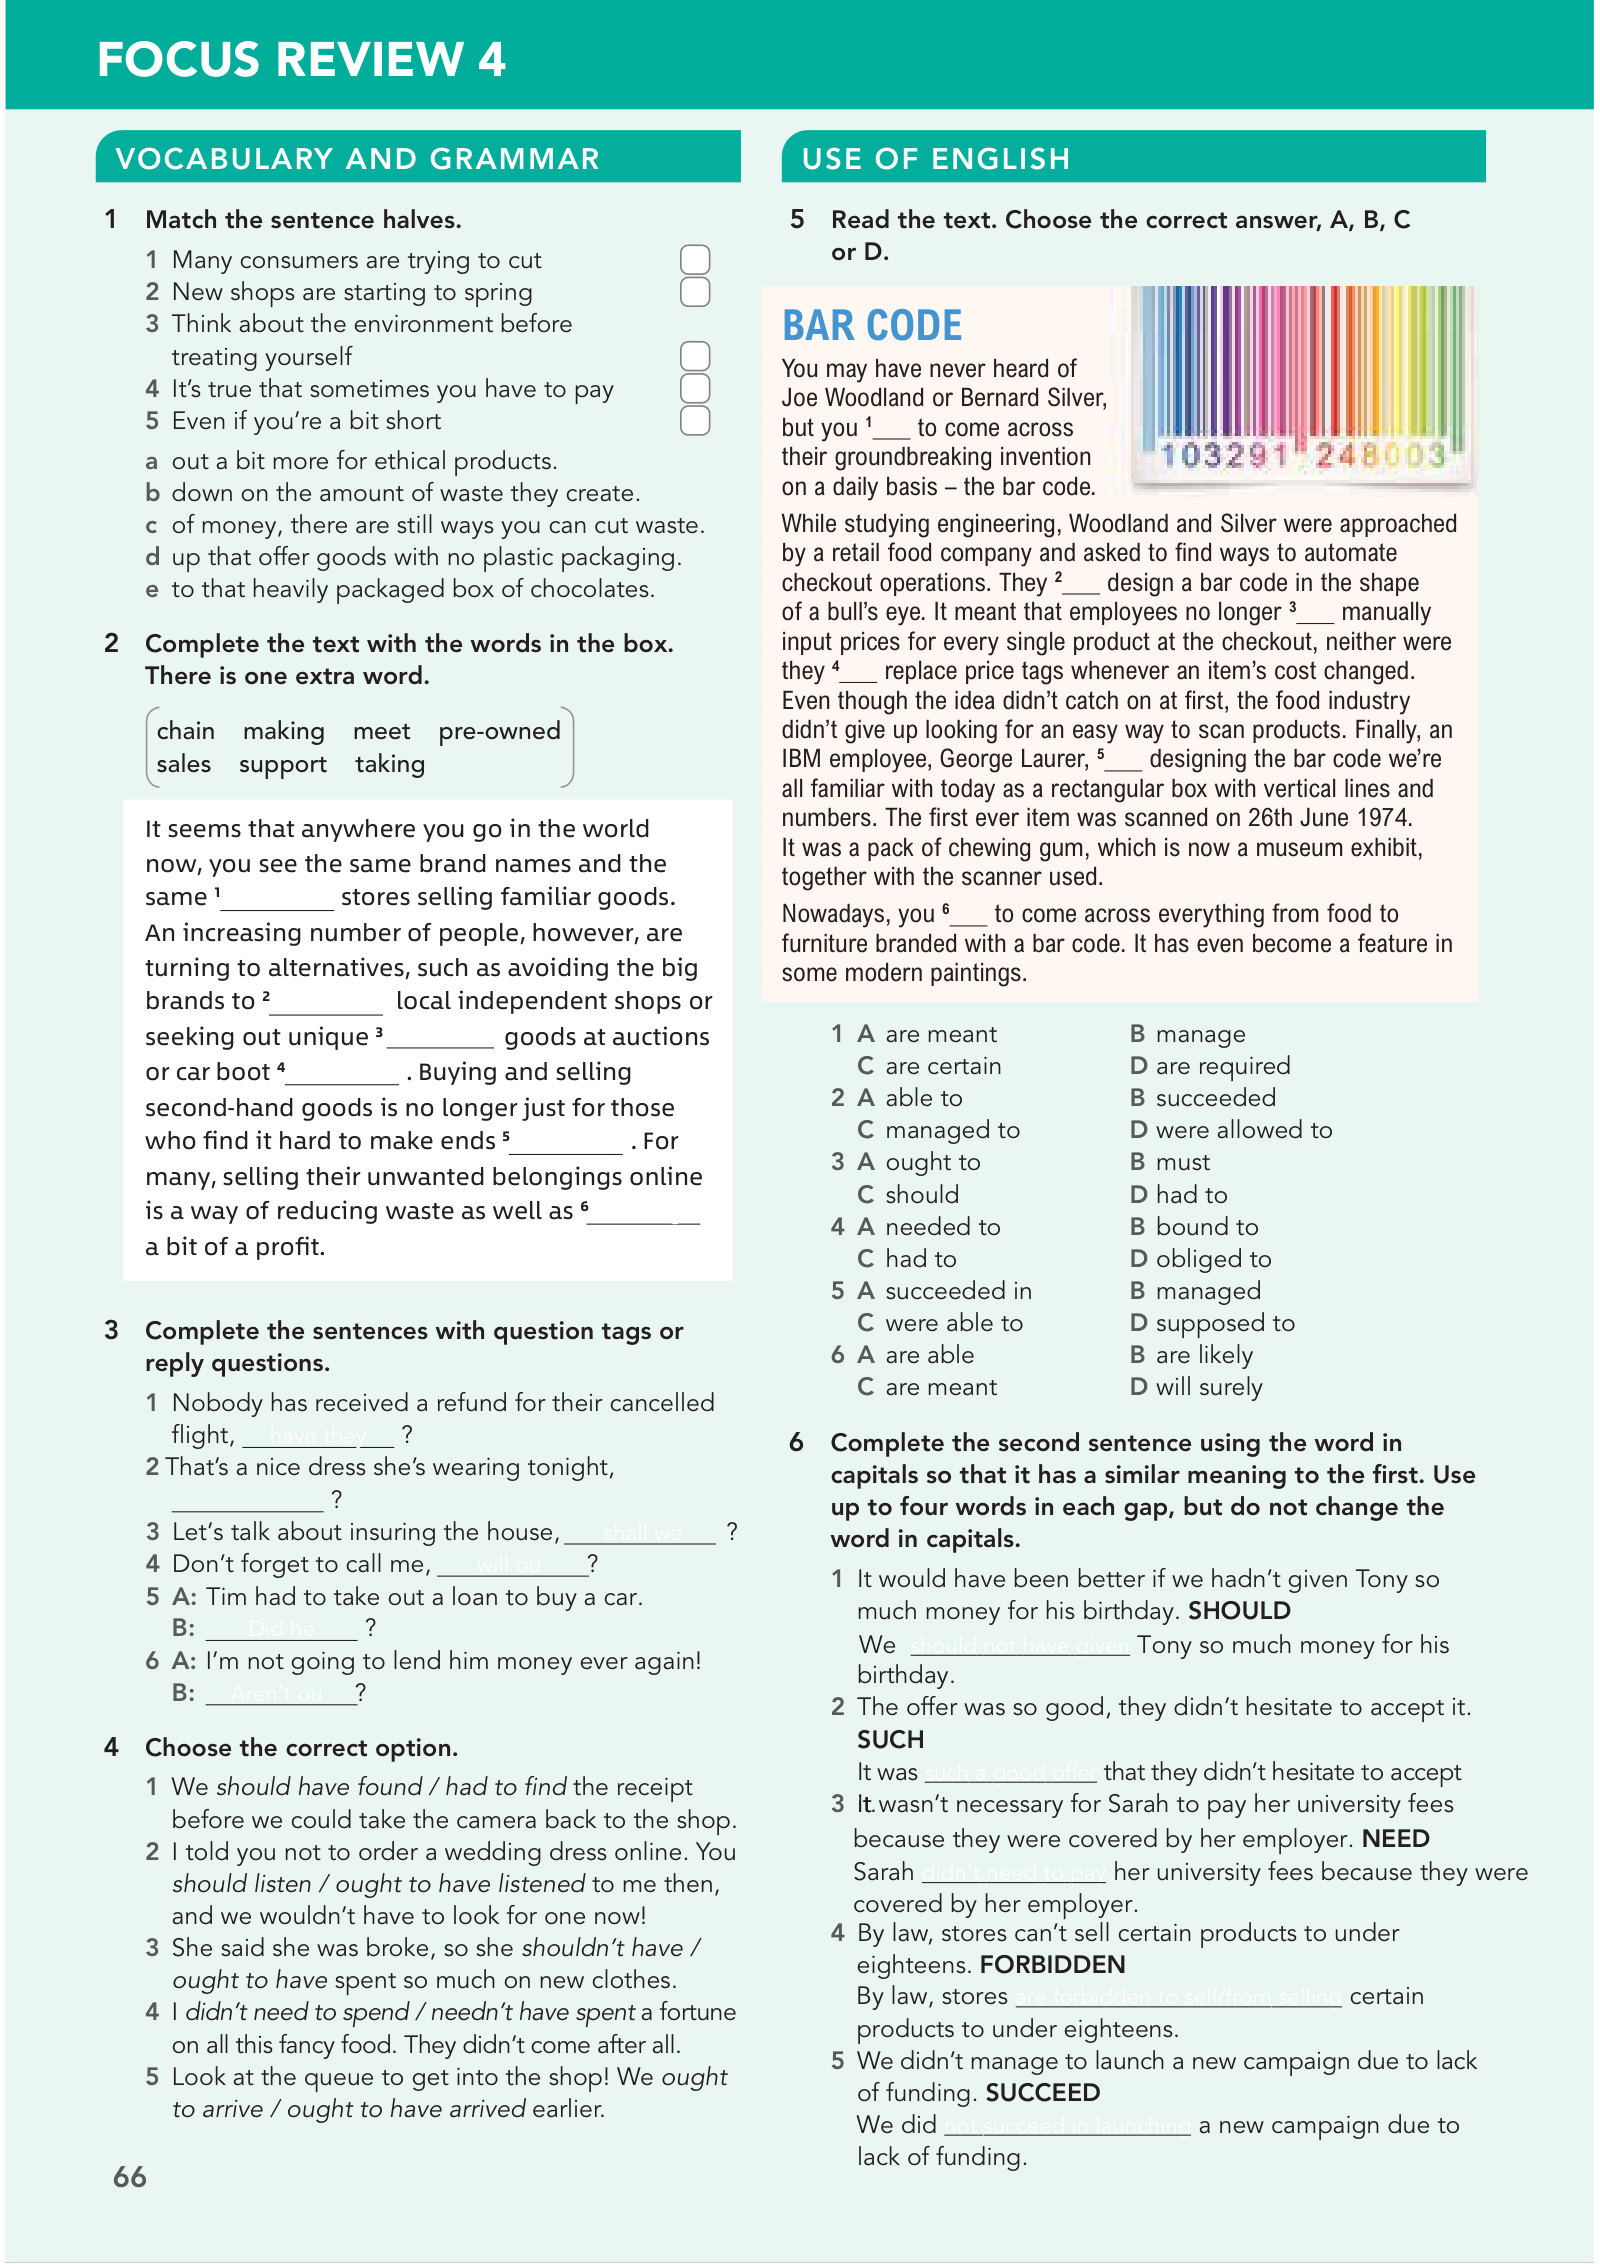 FOCUS REVIEW 4
VOCABULARY AND GRAMMAR
1 Match the sentence halves.
1 Many consumers are trying to cut
2 New shops are starting to spring
3 Think about the environment before
treating yourself
4 It's true that sometimes you have to pay
5 Even if you're a bit short
a out a bit more for ethical products.
b down on the amount of waste they create.
c of money, there are still ways you can cut waste.
d up that offer goods with no plastic packaging.
e to that heavily packaged box of chocolates.
2 Complete the text with the words in the box.
There is one extra word.
chain making meet pre-owned
sales support taking
It seems that anywhere you go in the world
now, you see the same brand names and the
same 1 ________ stores selling familiar goods.
An increasing number of people, however, are
turning to alternatives, such as avoiding the big
brands to 2 ________ local independent shops or
seeking out unique 3 ________ goods at auctions
or car boot 4 ________ . Buying and selling
second-hand goods is no longer just for those
who find it hard to make ends 5 ________ . For
many, selling their unwanted belongings online
is a way of reducing waste as well as 6 ________
a bit of a profit.
3 Complete the sentences with question tags or
reply questions.
1 Nobody has received a refund for their cancelled
flight, have they ?
2 That's a nice dress she's wearing tonight,
________ ?
3 Let's talk about insuring the house, shall we ?
4 Don't forget to call me, will ou ?
5 A: Tim had to take out a loan to buy a car.
B: Did he ?
6 A: I'm not going to lend him money ever again!
B: Aren't ou ?
4 Choose the correct option.
1 We should have found / had to find the receipt
before we could take the camera back to the shop.
2 I told you not to order a wedding dress online. You
should listen / ought to have listened to me then,
and we wouldn't have to look for one now!
3 She said she was broke, so she shouldn't have /
ought to have spent so much on new clothes.
4 I didn't need to spend / needn't have spent a fortune
on all this fancy food. They didn't come after all.
5 Look at the queue to get into the shop! We ought
to arrive / ought to have arrived earlier.
66
USE OF ENGLISH
5 Read the text. Choose the correct answer, A, B, C
or D.
BAR CODE
103291 248003
You may have never heard of
Joe Woodland or Bernard Silver,
but you 1___ to come across
their groundbreaking invention
on a daily basis – the bar code.
While studying engineering, Woodland and Silver were approached
by a retail food company and asked to find ways to automate
checkout operations. They 2___ design a bar code in the shape
of a bull's eye. It meant that employees no longer 3___ manually
input prices for every single product at the checkout, neither were
they 4___ replace price tags whenever an item's cost changed.
Even though the idea didn't catch on at first, the food industry
didn't give up looking for an easy way to scan products. Finally, an
IBM employee, George Laurer, 5___ designing the bar code we're
all familiar with today as a rectangular box with vertical lines and
numbers. The first ever item was scanned on 26th June 1974.
It was a pack of chewing gum, which is now a museum exhibit,
together with the scanner used.
Nowadays, you 6___ to come across everything from food to
furniture branded with a bar code. It has even become a feature in
some modern paintings.
1 A are meant B manage
C are certain D are required
2 A able to B succeeded
C managed to D were allowed to
3 A ought to B must
C should D had to
4 A needed to B bound to
C had to D obliged to
5 A succeeded in B managed
C were able to D supposed to
6 A are able B are likely
C are meant D will surely
6 Complete the second sentence using the word in
capitals so that it has a similar meaning to the first. Use
up to four words in each gap, but do not change the
word in capitals.
1 It would have been better if we hadn't given Tony so
much money for his birthday. SHOULD
We should not have given Tony so much money for his
birthday.
2 The offer was so good, they didn't hesitate to accept it.
SUCH
It was such a good offer that they didn't hesitate to accept
it.
3 It wasn't necessary for Sarah to pay her university fees
because they were covered by her employer. NEED
Sarah didn't need to pay her university fees because they were
covered by her employer.
4 By law, stores can't sell certain products to under
eighteens. FORBIDDEN
By law, stores are forbidden to sell/from selling certain
products to under eighteens.
5 We didn't manage to launch a new campaign due to lack
of funding. SUCCEED
We did not succeed in launching a new campaign due to
lack of funding.